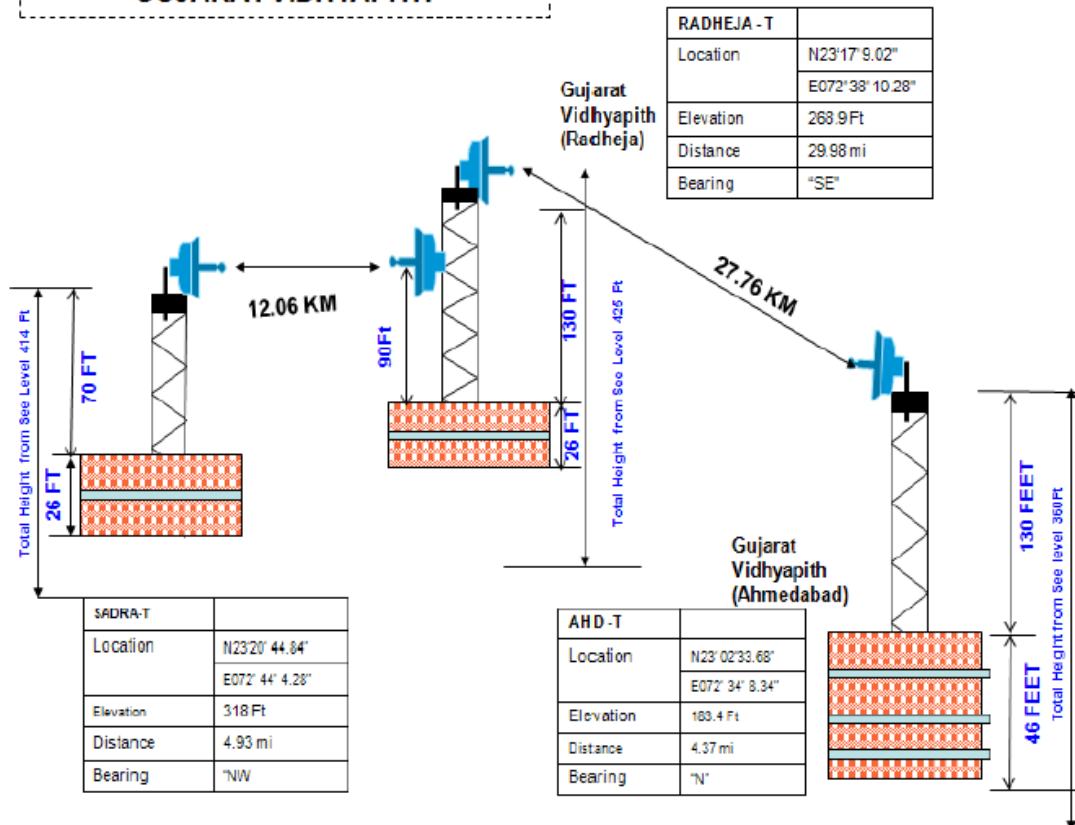 RADHEJA - T
Location
N23'17' 9.02"
E072°38' 10.28"
Elevation
268.9 Ft
Distance
29.98 mi
Bearing
"SE"
Gujarat
Vidhyapith
(Radheja)
12.06 KM
27.76 KM
Total Height from See Level 414 Ft
70 FT
26 FT
90Ft
130 FT
26 FT
Total Height from See Level 426 Ft
Gujarat
Vidhyapith
(Ahmedabad)
130 FEET
46 FEET
Total Height from See level 360Ft
SADRA-T
Location
N23'20' 44.84"
E072° 44' 4.28"
Elevation
318 Ft
Distance
4.93 mi
Bearing
"NW
AHD - T
Location
N23' 02'33.68"
E072° 34' 8.34"
Elevation
183.4 Ft
Distance
4.37 mi
Bearing
"N"